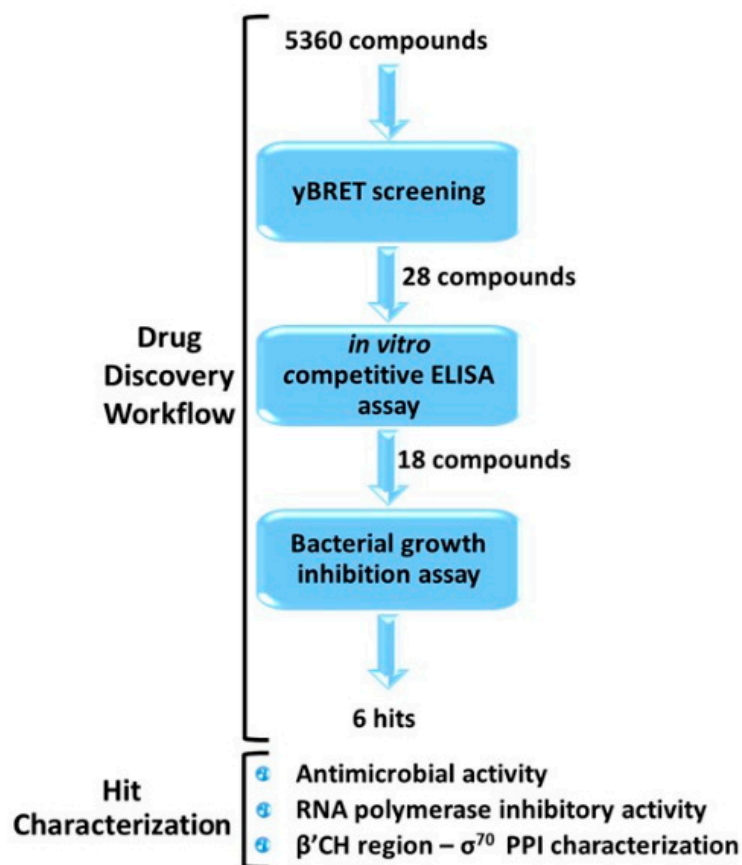 5360 compounds
yBRET screening
28 compounds
in vitro
competitive ELISA
assay
18 compounds
Bacterial growth
inhibition assay
6 hits
Drug
Discovery
Workflow
Hit
Characterization
Antimicrobial activity
RNA polymerase inhibitory activity
β’CH region – σ⁷⁰ PPI characterization